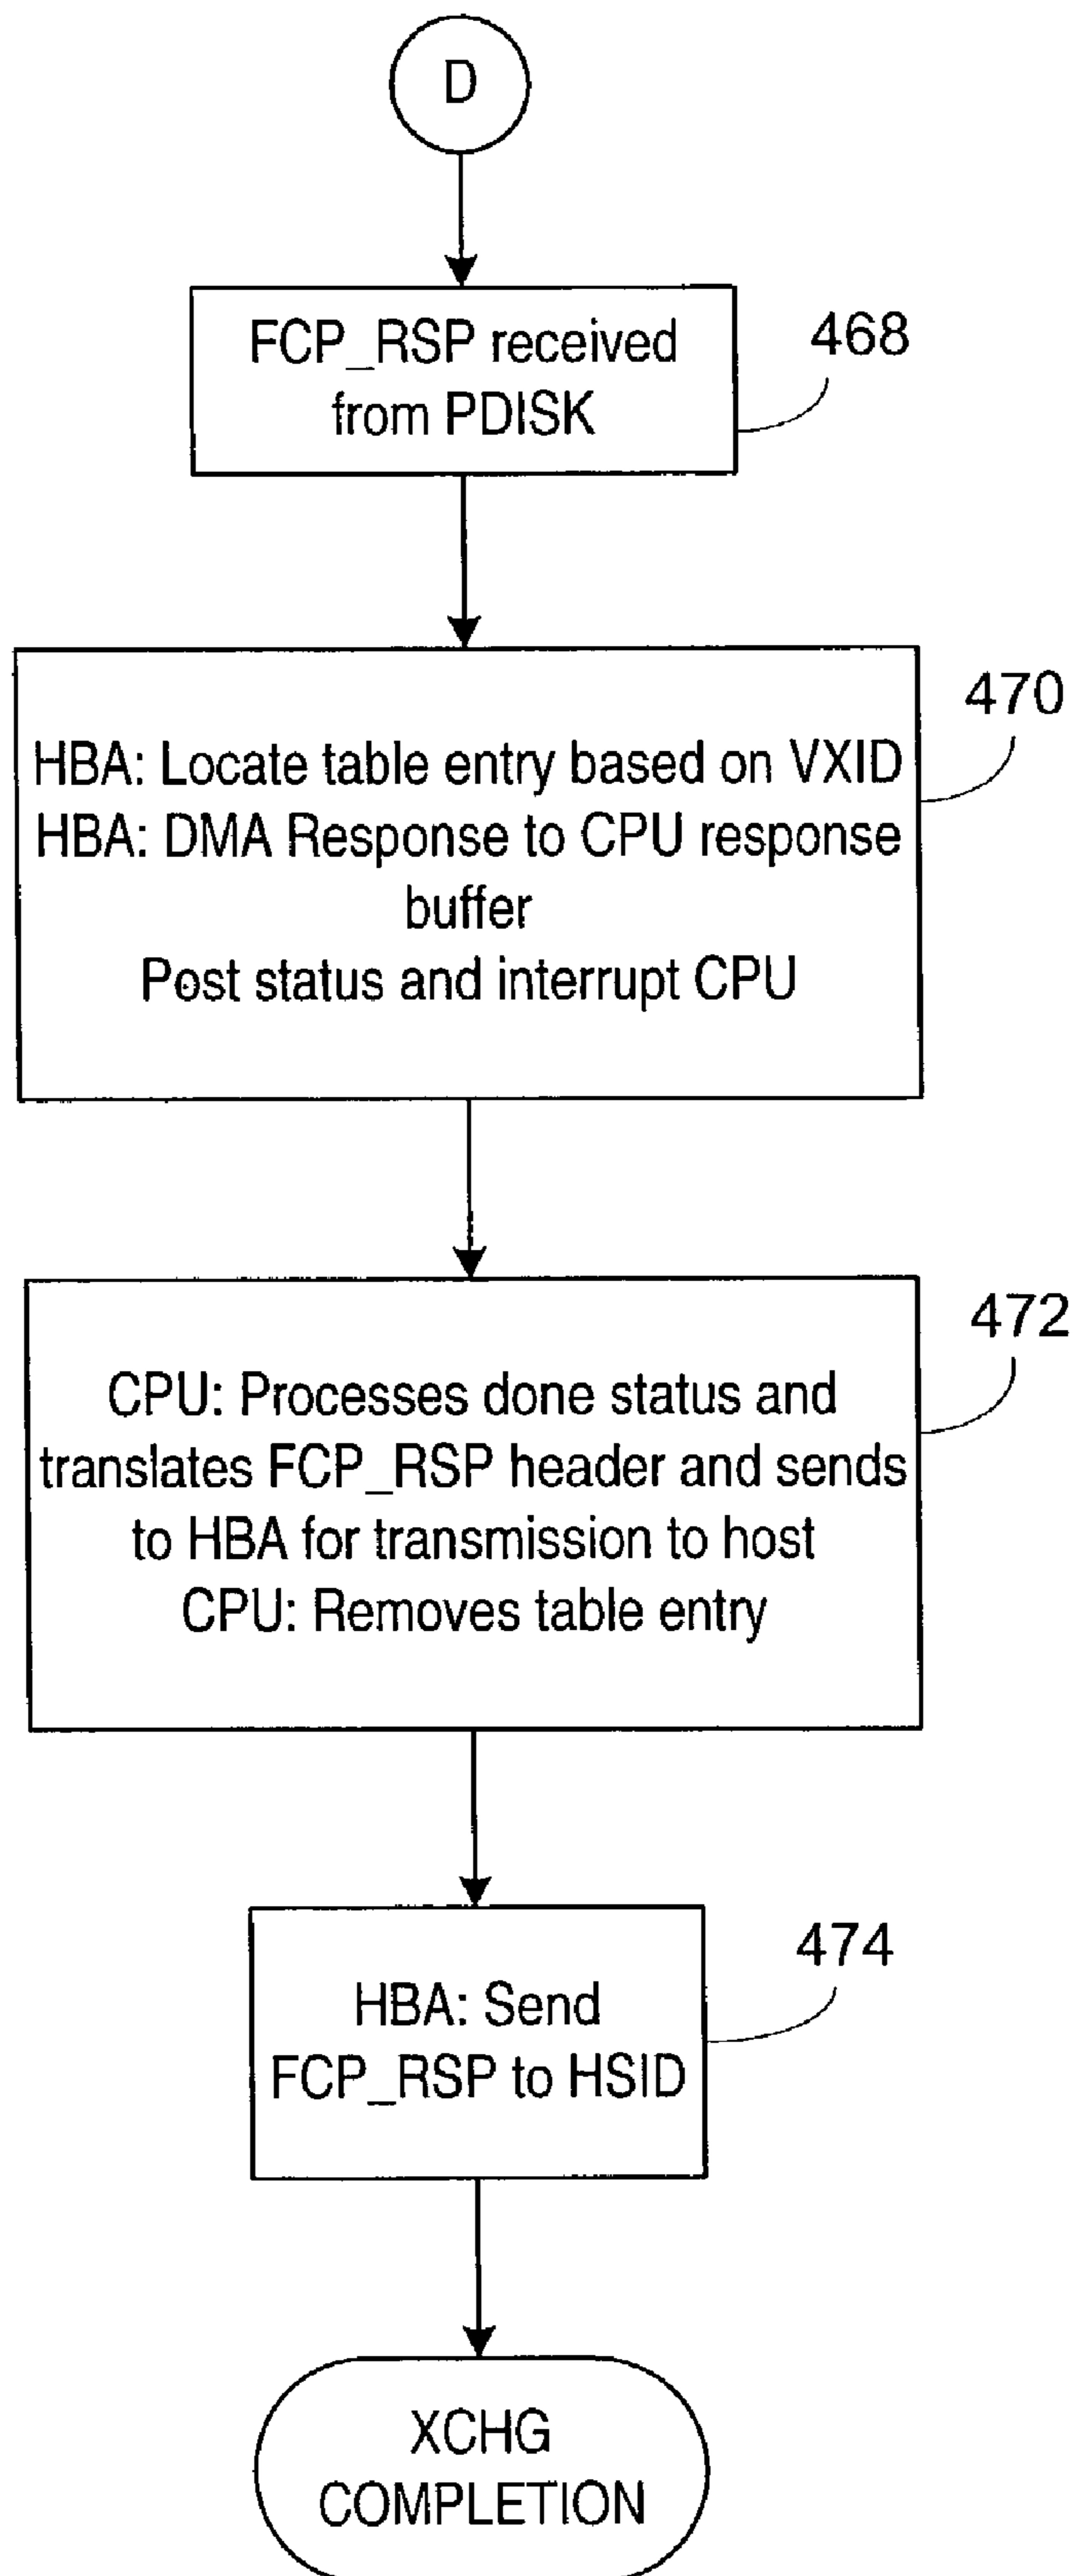 D
FCP_RSP received
from PDISK
468
HBA: Locate table entry based on VXID
HBA: DMA Response to CPU response
buffer
Post status and interrupt CPU
470
CPU: Processes done status and
translates FCP_RSP header and sends
to HBA for transmission to host
CPU: Removes table entry
472
HBA: Send
FCP_RSP to HSID
474
XCHG
COMPLETION